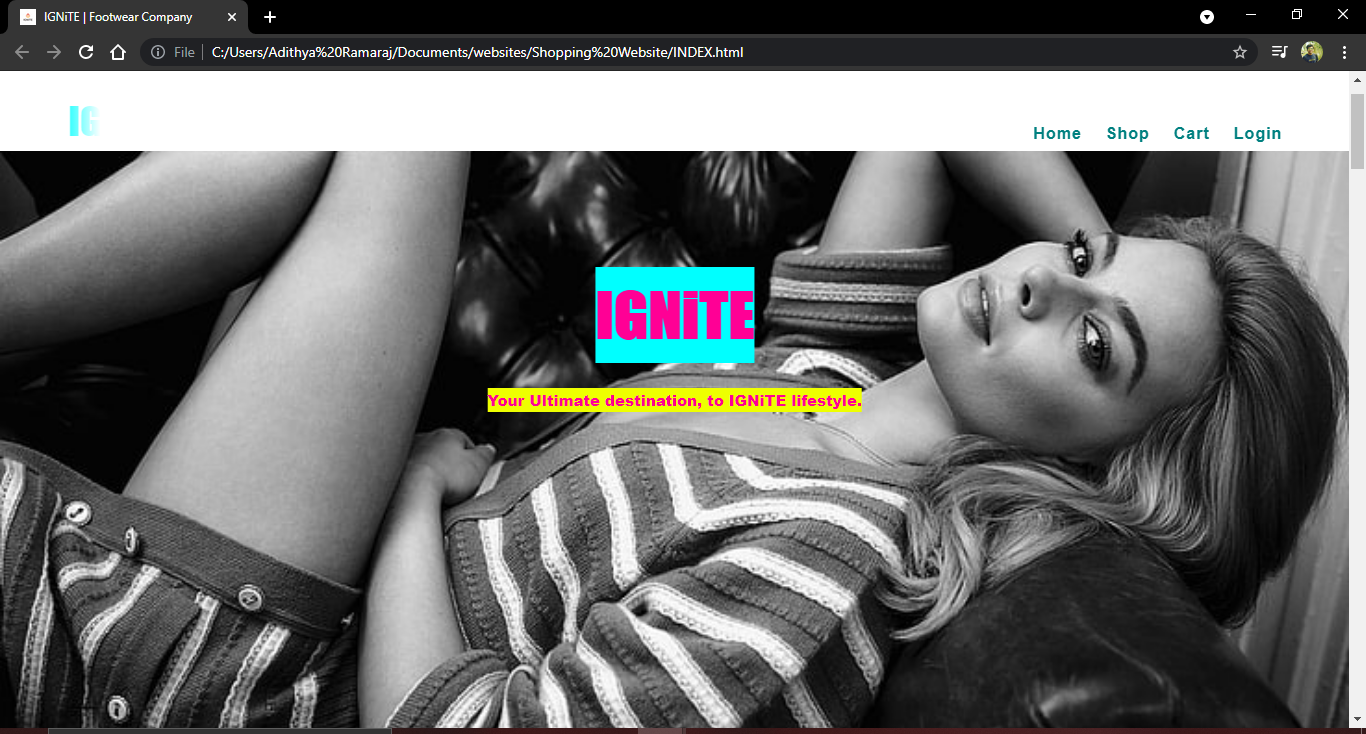 IGNiTE | Footwear Company
File
C:/Users/Adithya%20Ramaraj/Documents/websites/Shopping%20Website/INDEX.html
IG
Home Shop Cart Login
IGNiTE
Your Ultimate destination, to IGNiTE lifestyle.